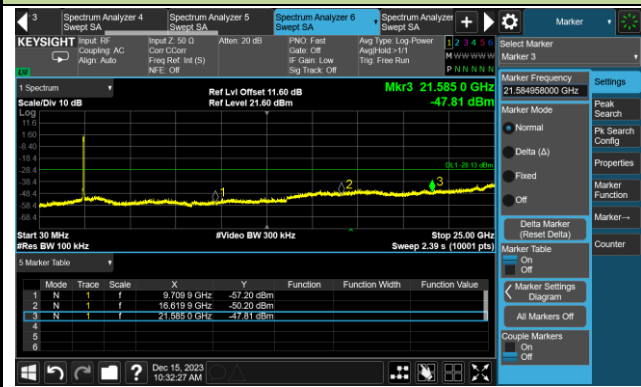 3
Spectrum Analyzer 4
Swept SA
Spectrum Analyzer 5
Swept SA
Spectrum Analyzer 6
Swept SA
Spectrum Analyzer
Swept SA
Marker
KEYSIGHT
Input: RF
Coupling: AC
Align: Auto
Input Z: 50 Ω
Corr CCorr
Freq Ref: Int (S)
NFE: Off
Atten: 20 dB
PNO: Fast
Gate: Off
IF Gain: Low
Sig Track: Off
Avg Type: Log-Power
Avg|Hold:>1/1
Trig: Free Run
1 2 3 4 5 6
M W W W W W
P N N N N N
Select Marker
Marker 3
1 Spectrum
Scale/Div 10 dB
Log
Ref Lvl Offset 11.60 dB
Ref Level 21.60 dBm
Mkr3 21.585 0 GHz
-47.81 dBm
11.6
1.60
-8.40
-18.4
-28.4
-38.4
-48.4
-58.4
-68.4
DL1 -28.13 dBm
1
2
3
Start 30 MHz
#Res BW 100 kHz
#Video BW 300 kHz
Stop 25.00 GHz
Sweep 2.39 s (10001 pts)
5 Marker Table
Mode Trace Scale X Y Function Function Width Function Value
1 N 1 f 9.709 9 GHz -57.20 dBm
2 N 1 f 16.619 9 GHz -50.20 dBm
3 N 1 f 21.585 0 GHz -47.81 dBm
4
5
6
Marker Frequency
21.584958000 GHz
Marker Mode
Normal
Delta (Δ)
Fixed
Off
Delta Marker
(Reset Delta)
Marker Table
On
Off
Marker Settings
Diagram
All Markers Off
Couple Markers
On
Off
Settings
Peak
Search
Pk Search
Config
Properties
Marker
Function
Marker→
Counter
?
Dec 15, 2023
10:32:27 AM